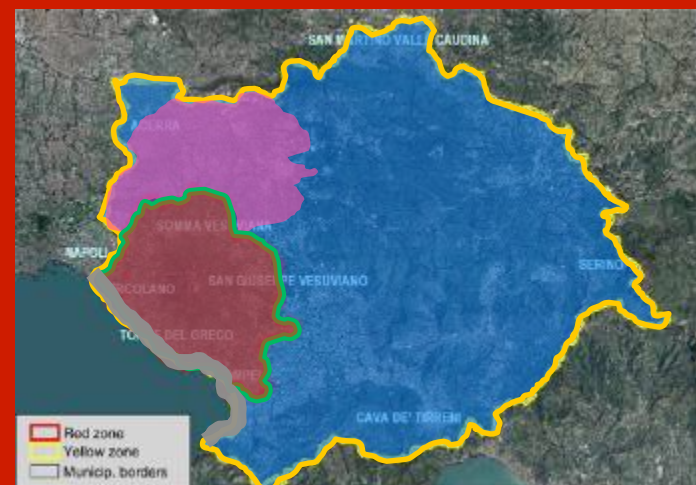 SAN MARTINO VALLE CAUDINA
ACERRA
SOMMA VESUVIANA
NAPOLI
SERINO
ERCOLANO
SAN GIUSEPPE VESUVIANO
TORRE DEL GRECO
POMPEI
CAVA DE' TIRRENI
Red zone
Yellow zone
Municip. borders